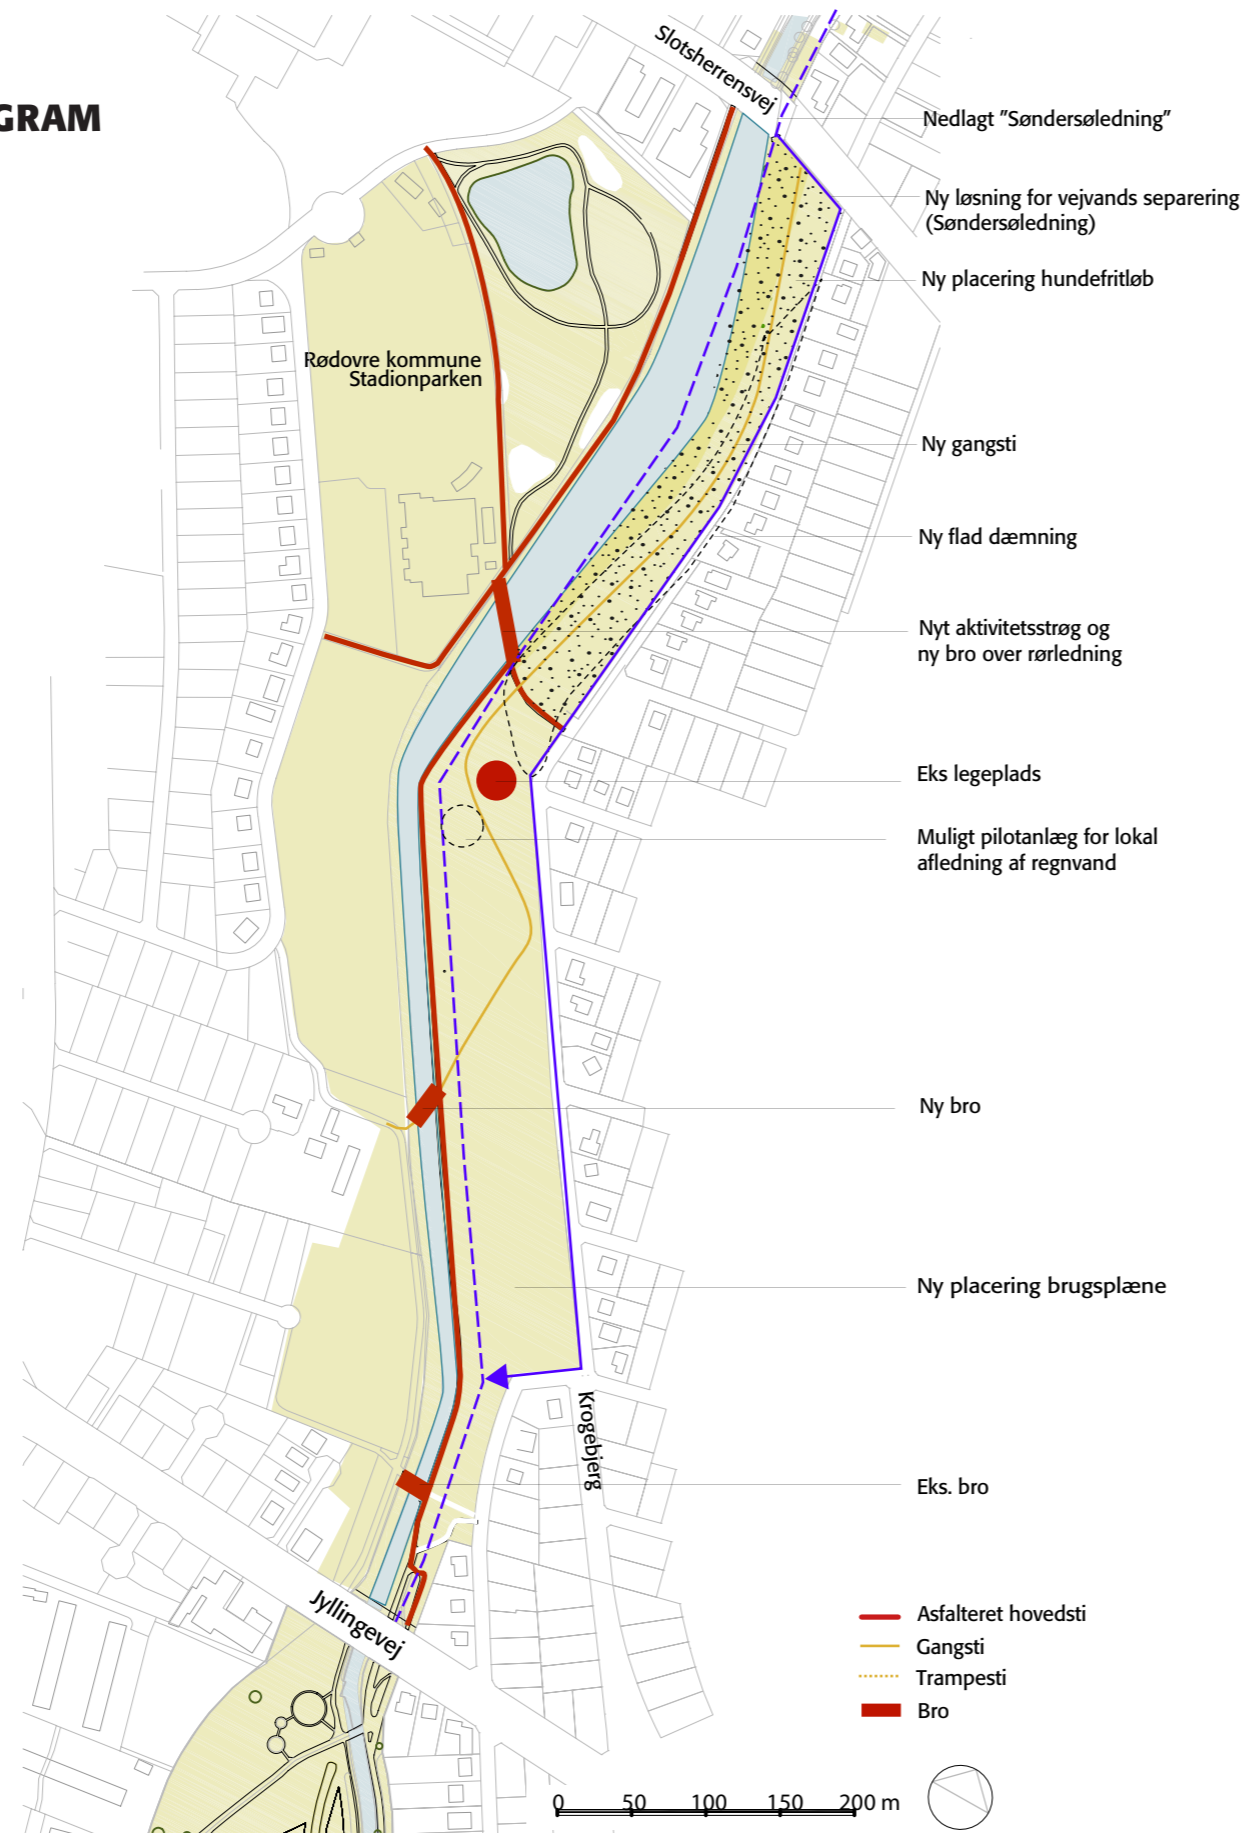 GRAM
Slotsherrensvej
Nedlagt ”Søndersøledning”
Ny løsning for vejvands separering
(Søndersøledning)
Ny placering hundefritløb
Rødovre kommune
Stadionparken
Ny gangsti
Ny flad dæmning
Nyt aktivitetsstrøg og
ny bro over rørledning
Eks legeplads
Muligt pilotanlæg for lokal
afledning af regnvand
Ny bro
Ny placering brugsplæne
Krogebjerg
Eks. bro
Jyllingevej
Asfalteret hovedsti
Gangsti
Trampesti
Bro
0 50 100 150 200 m